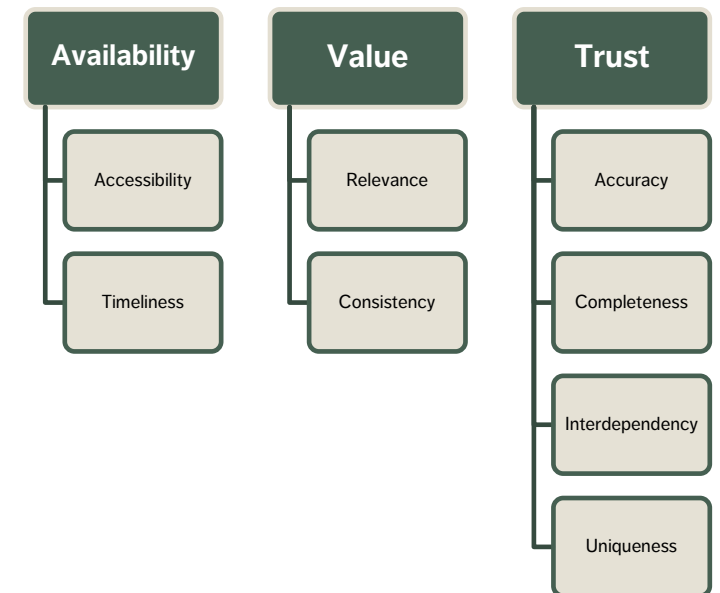 Availability
Accessibility
Timeliness
Value
Relevance
Consistency
Trust
Accuracy
Completeness
Interdependency
Uniqueness